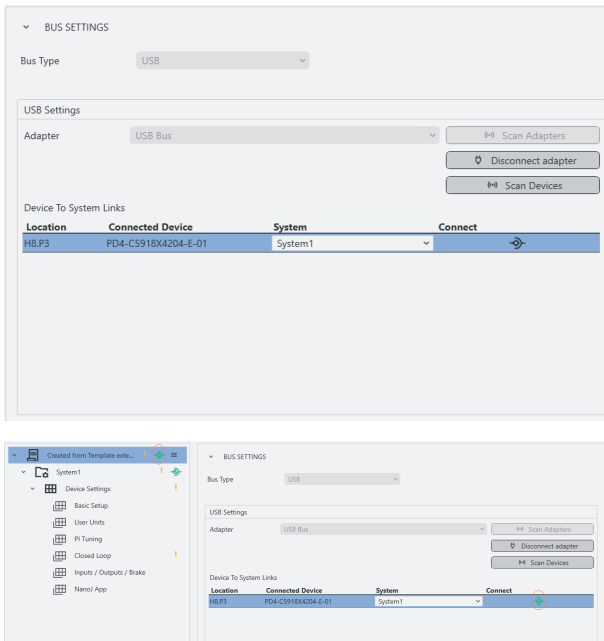 BUS SETTINGS
Bus Type USB
USB Settings
Adapter USB Bus Scan Adapters
Disconnect adapter
Scan Devices
Device To System Links
Location Connected Device System Connect
H8.P3 PD4-C5918X4204-E-01 System1
Created from Template exte... !
System1 !
Device Settings !
Basic Setup
User Units
PI Tuning
Closed Loop !
Inputs / Outputs / Brake
NanoJ App
BUS SETTINGS
Bus Type USB
USB Settings
Adapter USB Bus Scan Adapters
Disconnect adapter
Scan Devices
Device To System Links
Location Connected Device System Connect
H8.P3 PD4-C5918X4204-E-01 System1